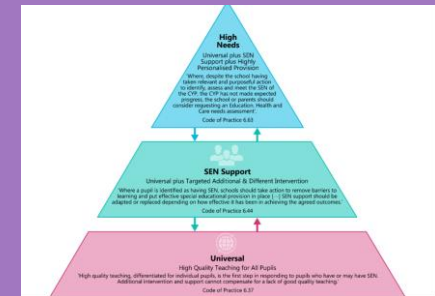 High
Needs
Universal plus SEN
Support plus Highly
Personalised Provision
'Where, despite the school having
taken relevant and purposeful action
to identify, assess and meet the SEN of
the CYP, the CYP has not made expected
progress, the school or parents should
consider requesting an Education, Health and
Care needs assessment'.
Code of Practice 6.63
SEN Support
Universal plus Targeted Additional & Different Intervention
'Where a pupil is identified as having SEN, schools should take action to remove barriers to
learning and put effective special educational provision in place [...] SEN support should be
adapted or replaced depending on how effective it has been in achieving the agreed outcomes.'
Code of Practice 6.44
Universal
High Quality Teaching for All Pupils
'High quality teaching, differentiated for individual pupils, is the first step in responding to pupils who have or may have SEN.
Additional intervention and support cannot compensate for a lack of good quality teaching.'
Code of Practice 6.37